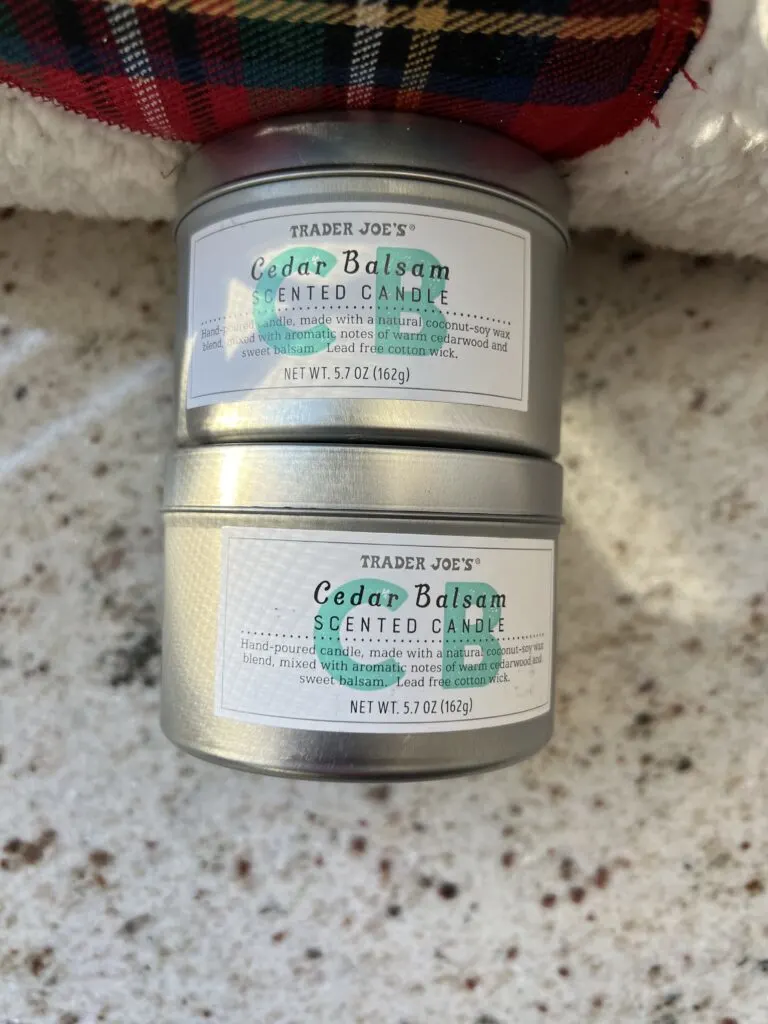 TRADER JOE'S®
Cedar Balsam
SCENTED CANDLE
Hand-poured candle, made with a natural coconut-soy wax
blend, mixed with aromatic notes of warm cedarwood and
sweet balsam. Lead free cotton wick.
CB
NET WT. 5.7 OZ (162g)
TRADER JOE'S®
Cedar Balsam
SCENTED CANDLE
Hand-poured candle, made with a natural coconut-soy wax
blend, mixed with aromatic notes of warm cedarwood and
sweet balsam. Lead free cotton wick.
CB
NET WT. 5.7 OZ (162g)